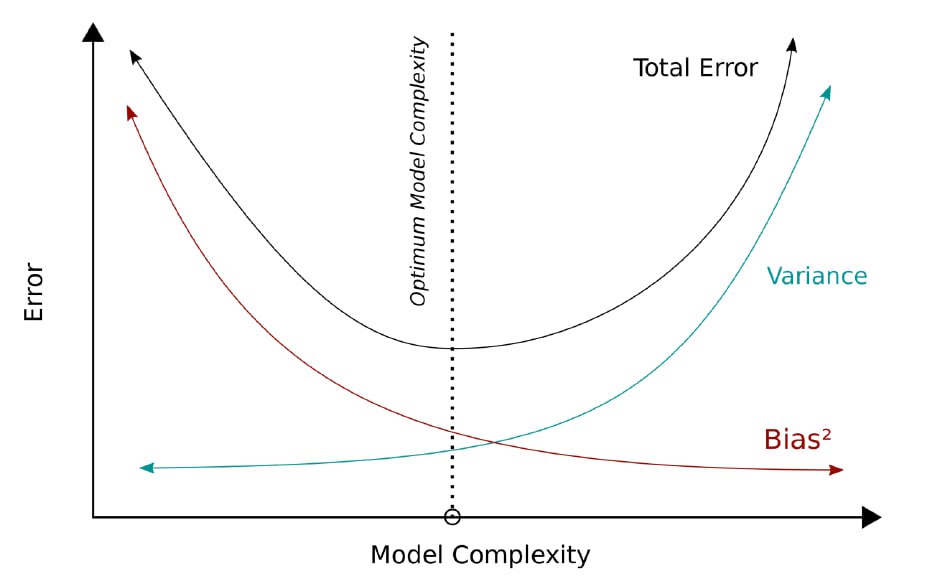 Total Error
Optimum Model Complexity
Variance
Error
Bias²
Model Complexity